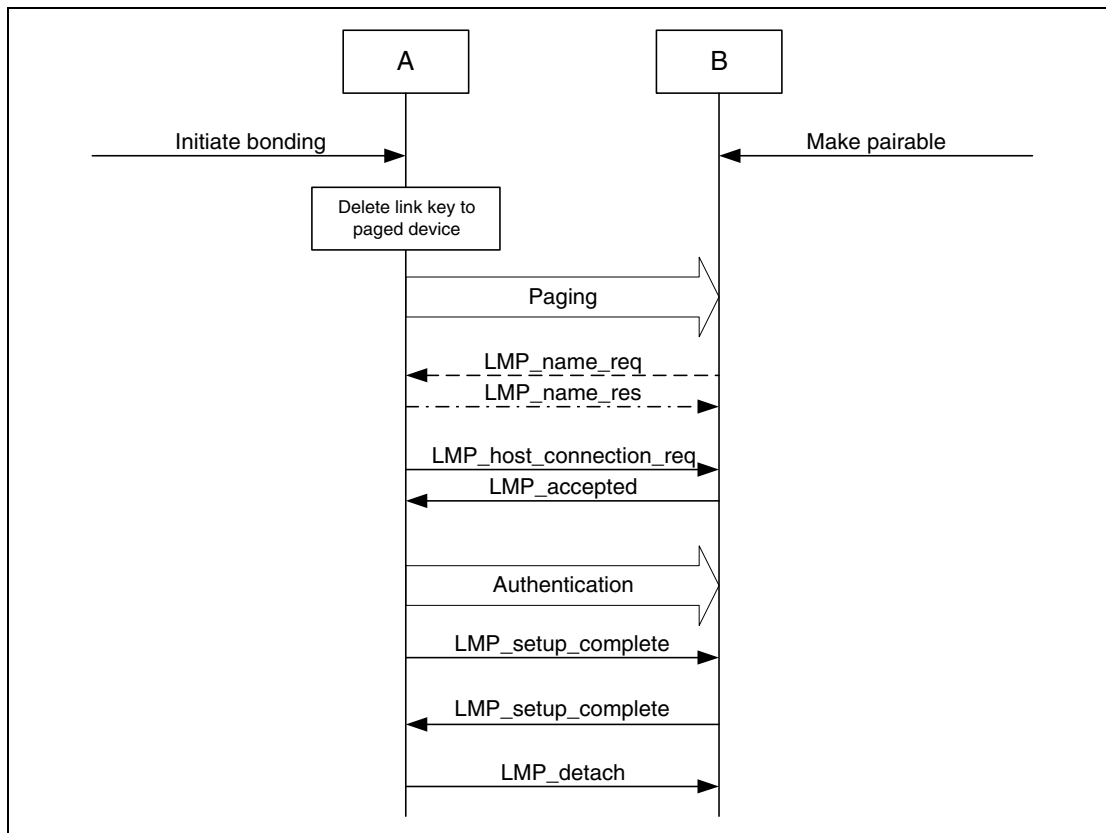 A
B
Initiate bonding
Make pairable
Delete link key to
paged device
Paging
LMP_name_req
LMP_name_res
LMP_host_connection_req
LMP_accepted
Authentication
LMP_setup_complete
LMP_setup_complete
LMP_detach